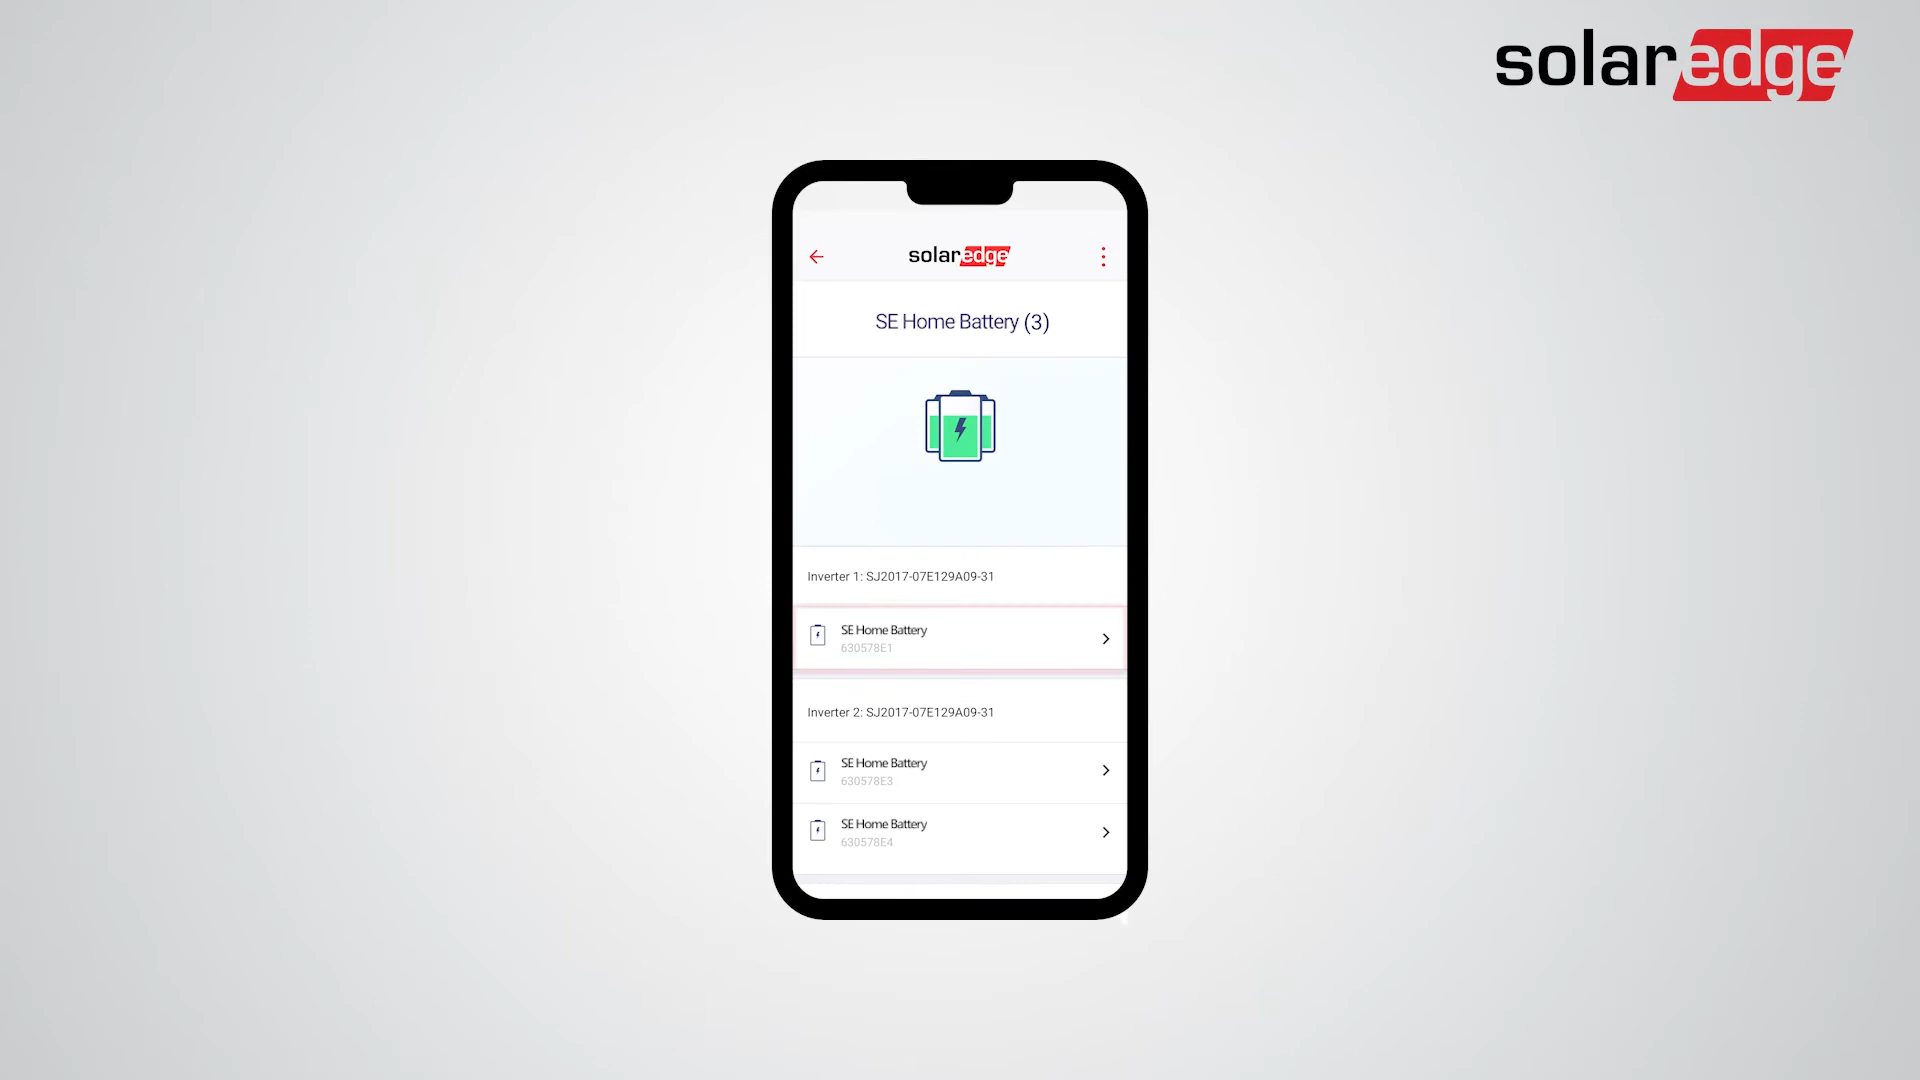 solaredge
solaredge
SE Home Battery (3)
Inverter 1: SJ2017-07E129A09-31
SE Home Battery
630578E1
Inverter 2: SJ2017-07E129A09-31
SE Home Battery
630578E3
SE Home Battery
630578E4